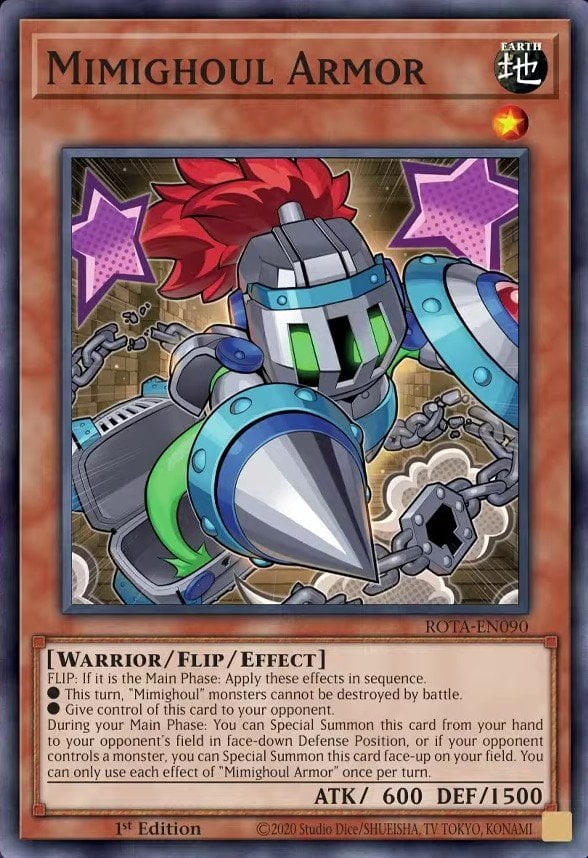 Mimighoul Armor
EARTH
地
ROTA-EN090
[Warrior/Flip/Effect]
FLIP: If it is the Main Phase: Apply these effects in sequence.
● This turn, "Mimighoul" monsters cannot be destroyed by battle.
● Give control of this card to your opponent.
During your Main Phase: You can Special Summon this card from your hand
to your opponent's field in face-down Defense Position, or if your opponent
controls a monster, you can Special Summon this card face-up on your field. You
can only use each effect of "Mimighoul Armor" once per turn.
ATK/ 600 DEF/1500
1st Edition
©2020 Studio Dice/SHUEISHA, TV TOKYO, KONAMI